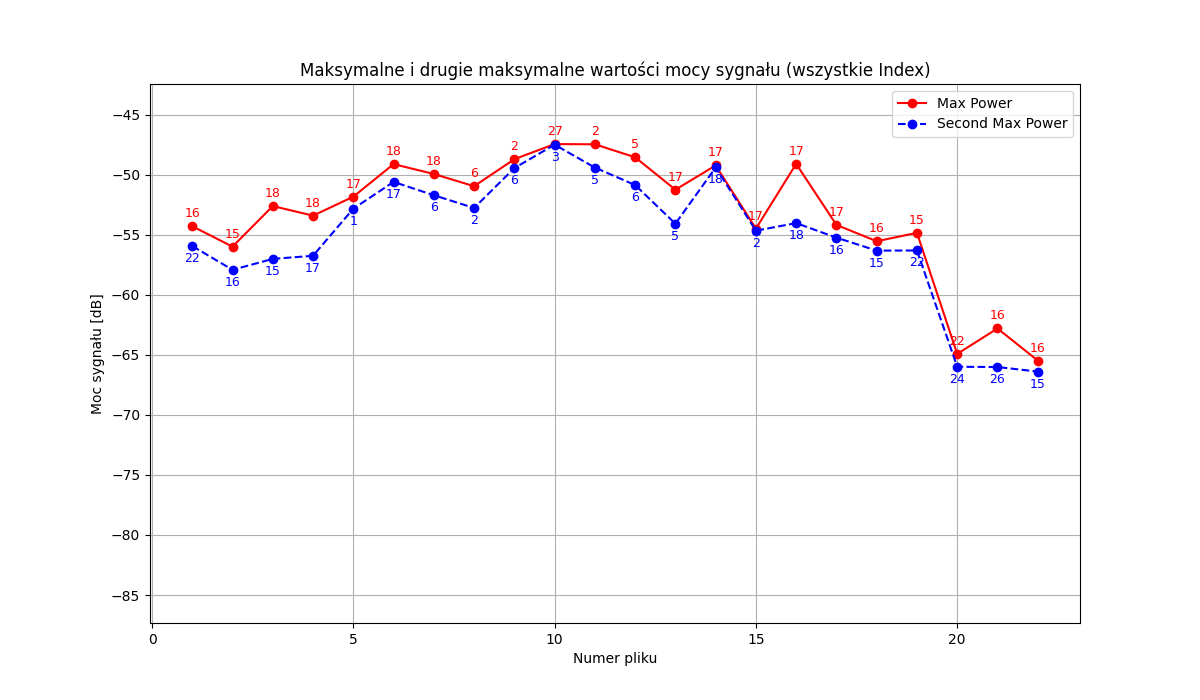 Maksymalne i drugie maksymalne wartości mocy sygnału (wszystkie Index)
Max Power
Second Max Power
Moc sygnału [dB]
−45
−50
−55
−60
−65
−70
−75
−80
−85
16 15 18 18 17 18 18 6 2 27 2 5 17 17 17 17 17 16 15 22 16 16
22 16 15 17 1 17 6 2 6 3 5 6 5 18 2 18 16 15 22 24 26 15
0 5 10 15 20
Numer pliku